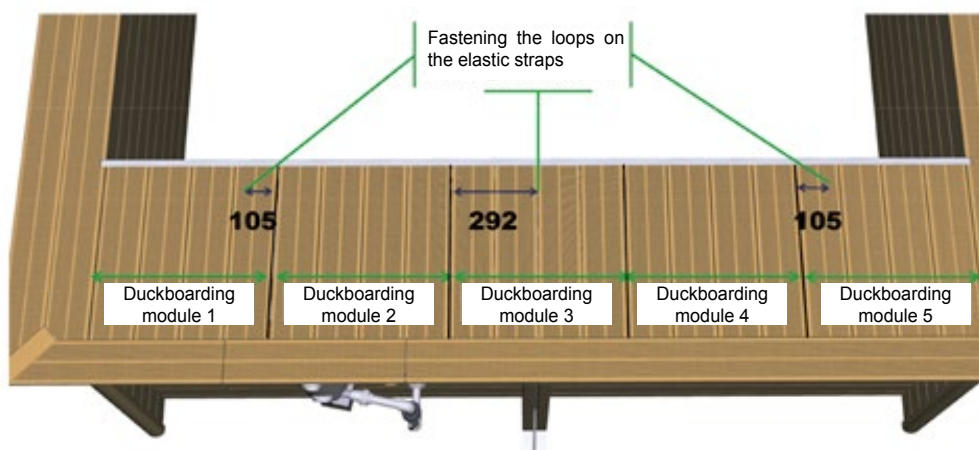 Fastening the loops on
the elastic straps
105
292
105
Duckboarding
module 1
Duckboarding
module 2
Duckboarding
module 3
Duckboarding
module 4
Duckboarding
module 5